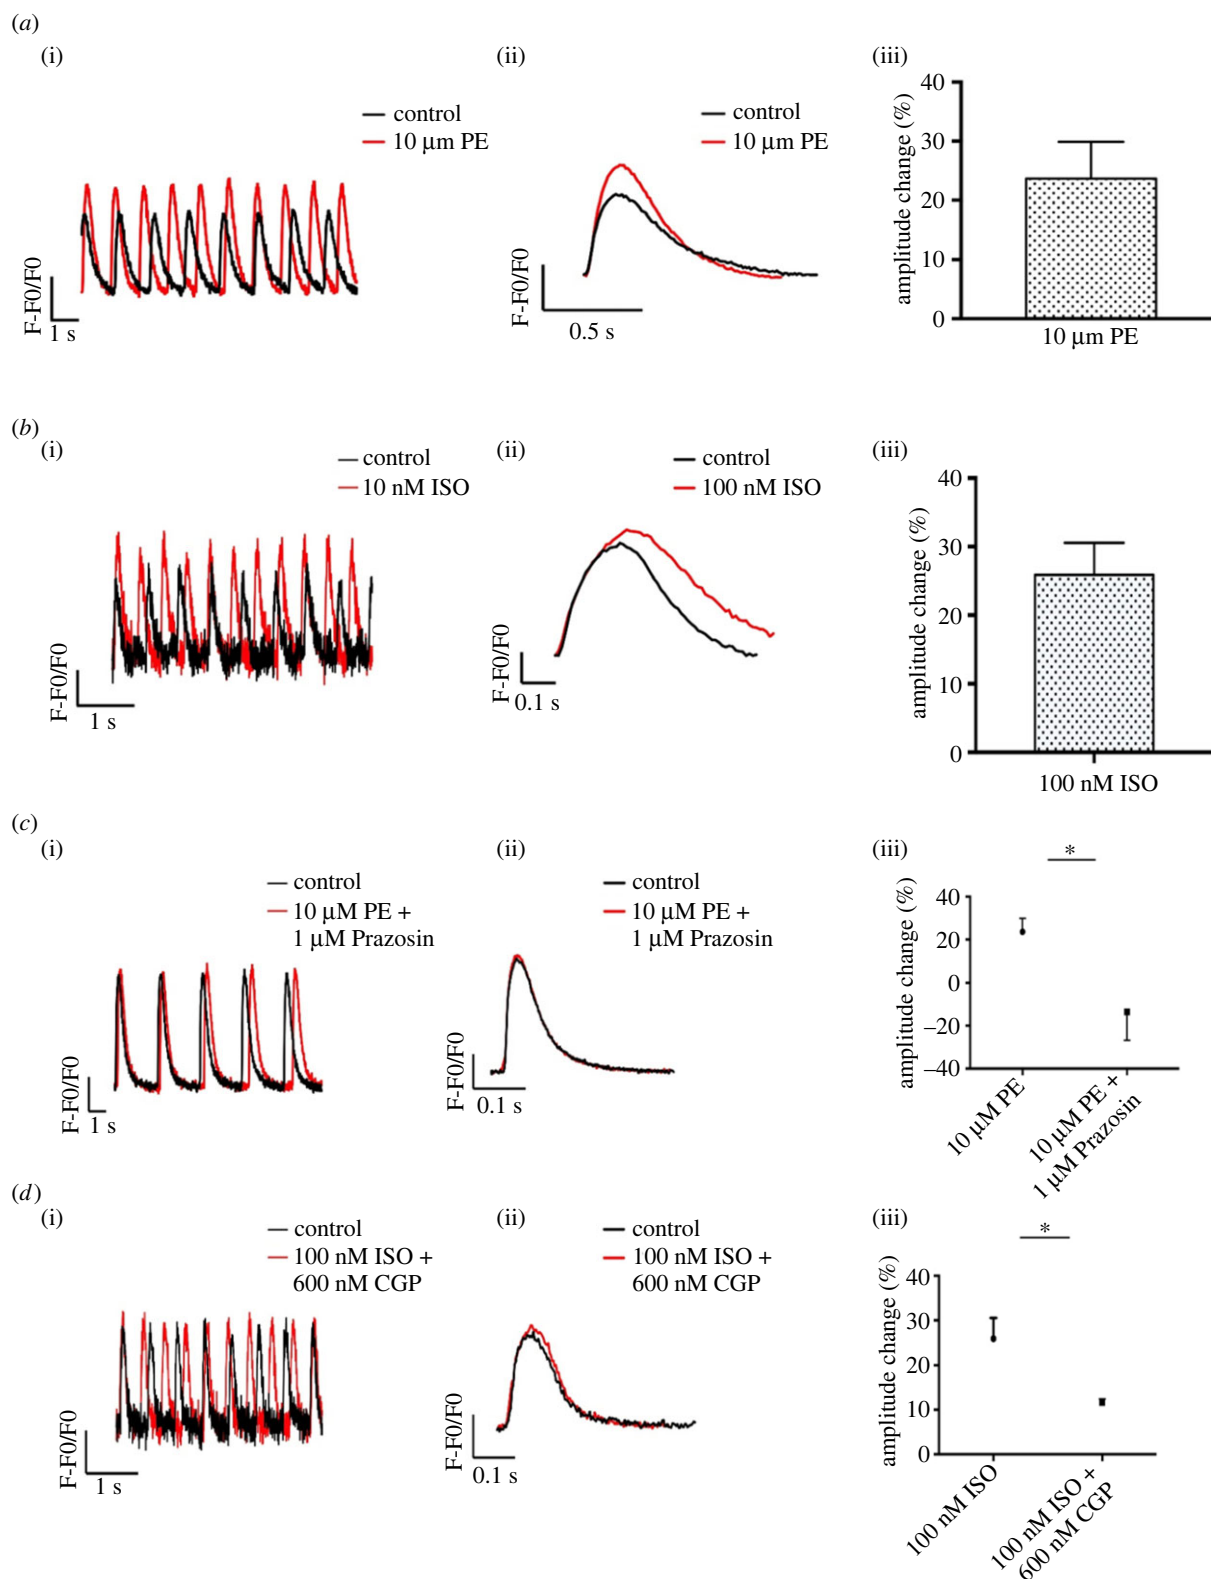 (a)
(i)
control
10 μm PE
F-F0/F0
1 s
(ii)
control
10 μm PE
F-F0/F0
0.5 s
(iii)
amplitude change (%)
40
30
20
10
0
10 μm PE
(b)
(i)
control
10 nM ISO
F-F0/F0
1 s
(ii)
control
100 nM ISO
F-F0/F0
0.1 s
(iii)
amplitude change (%)
40
30
20
10
0
100 nM ISO
(c)
(i)
control
10 μM PE +
1 μM Prazosin
F-F0/F0
1 s
(ii)
control
10 μM PE +
1 μM Prazosin
F-F0/F0
0.1 s
(iii)
*
amplitude change (%)
40
20
0
–20
–40
10 μM PE
10 μM PE +
1 μM Prazosin
(d)
(i)
control
100 nM ISO +
600 nM CGP
F-F0/F0
1 s
(ii)
control
100 nM ISO +
600 nM CGP
F-F0/F0
0.1 s
(iii)
*
amplitude change (%)
40
30
20
10
0
100 nM ISO
100 nM ISO +
600 nM CGP